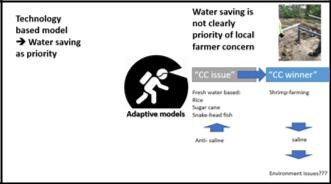 Technology
based model
➔ Water saving
as priority
Water saving is
not clearly
priority of local
farmer concern
Adaptive models
"CC issue"
"CC winner"
Fresh water based:
Rice
Sugar cane
Snake-head fish
Shrimp-farming
Anti- saline
saline
Environment issues???